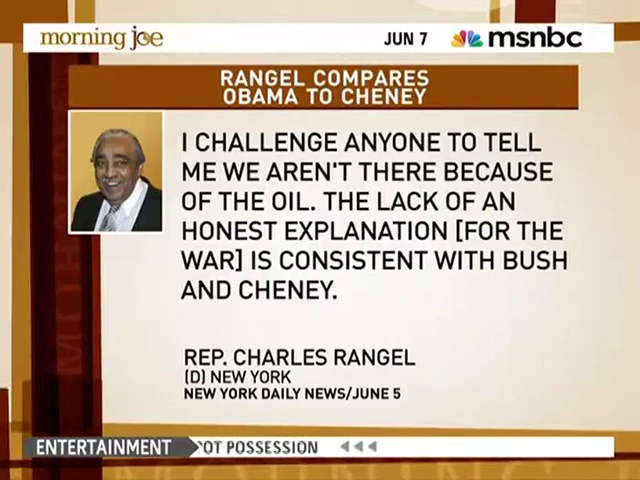 morning joe
JUN 7 msnbc
RANGEL COMPARES
OBAMA TO CHENEY
I CHALLENGE ANYONE TO TELL
ME WE AREN'T THERE BECAUSE
OF THE OIL. THE LACK OF AN
HONEST EXPLANATION [FOR THE
WAR] IS CONSISTENT WITH BUSH
AND CHENEY.
REP. CHARLES RANGEL
(D) NEW YORK
NEW YORK DAILY NEWS/JUNE 5
ENTERTAINMENT POSSESSION